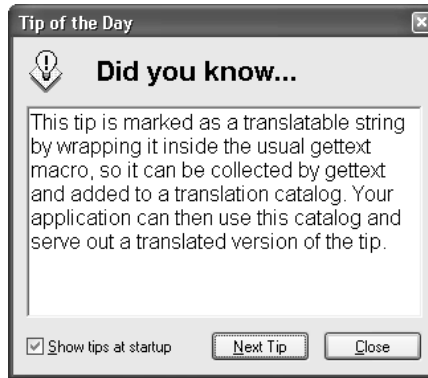 Tip of the Day
Did you know...
This tip is marked as a translatable string
by wrapping it inside the usual gettext
macro, so it can be collected by gettext
and added to a translation catalog. Your
application can then use this catalog and
serve out a translated version of the tip.
Show tips at startup
Next Tip
Close